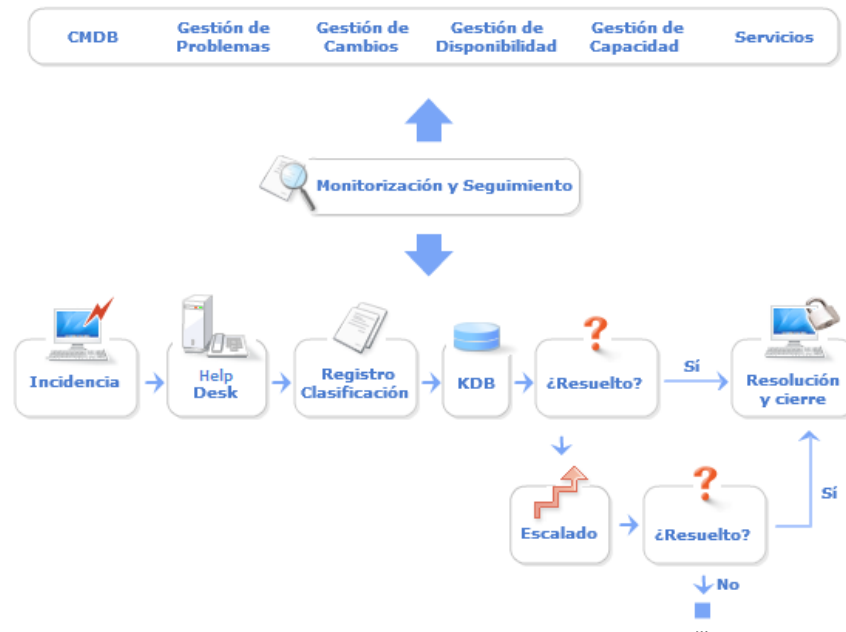 CMDB
Gestión de
Problemas
Gestión de
Cambios
Gestión de
Disponibilidad
Gestión de
Capacidad
Servicios
Monitorización y Seguimiento
Incidencia
Help
Desk
Registro
Clasificación
KDB
¿Resuelto?
Sí
Resolución
y cierre
Escalado
¿Resuelto?
Sí
No
...